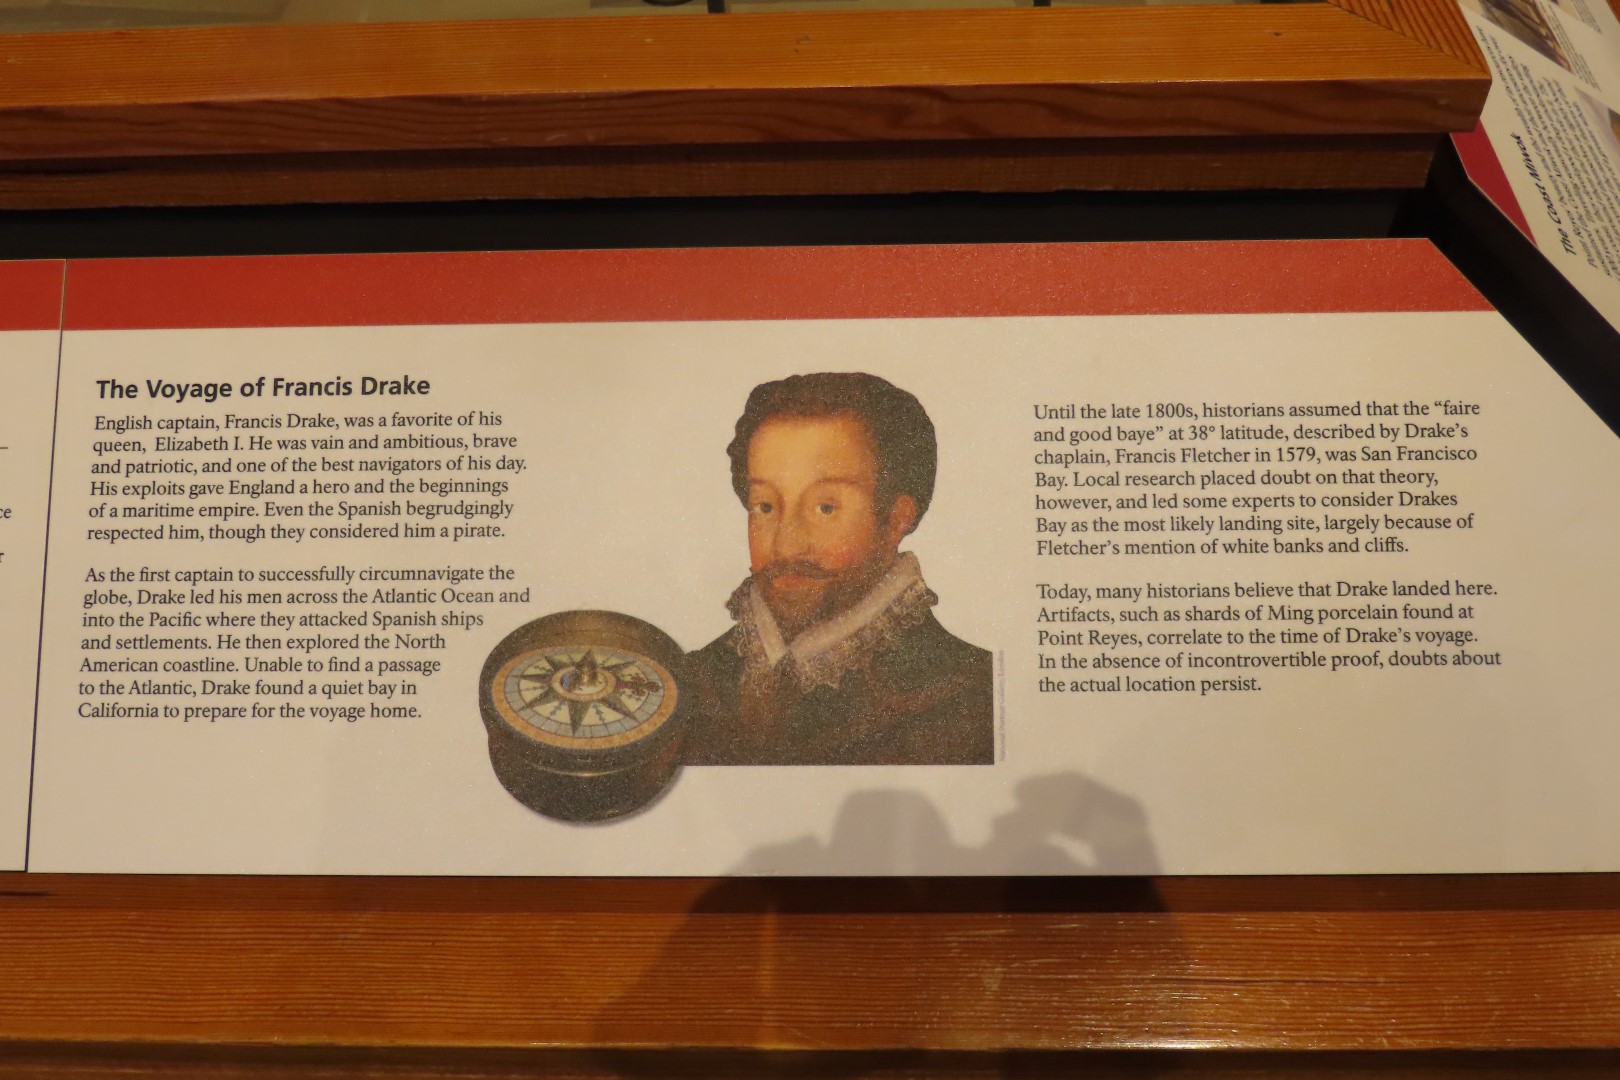 The Voyage of Francis Drake
English captain, Francis Drake, was a favorite of his
queen, Elizabeth I. He was vain and ambitious, brave
and patriotic, and one of the best navigators of his day.
His exploits gave England a hero and the beginnings
of a maritime empire. Even the Spanish begrudgingly
respected him, though they considered him a pirate.
As the first captain to successfully circumnavigate the
globe, Drake led his men across the Atlantic Ocean and
into the Pacific where they attacked Spanish ships
and settlements. He then explored the North
American coastline. Unable to find a passage
to the Atlantic, Drake found a quiet bay in
California to prepare for the voyage home.
Until the late 1800s, historians assumed that the “faire
and good baye” at 38° latitude, described by Drake’s
chaplain, Francis Fletcher in 1579, was San Francisco
Bay. Local research placed doubt on that theory,
however, and led some experts to consider Drakes
Bay as the most likely landing site, largely because of
Fletcher’s mention of white banks and cliffs.
Today, many historians believe that Drake landed here.
Artifacts, such as shards of Ming porcelain found at
Point Reyes, correlate to the time of Drake’s voyage.
In the absence of incontrovertible proof, doubts about
the actual location persist.
National Portrait Gallery, London
The Coast Miwok